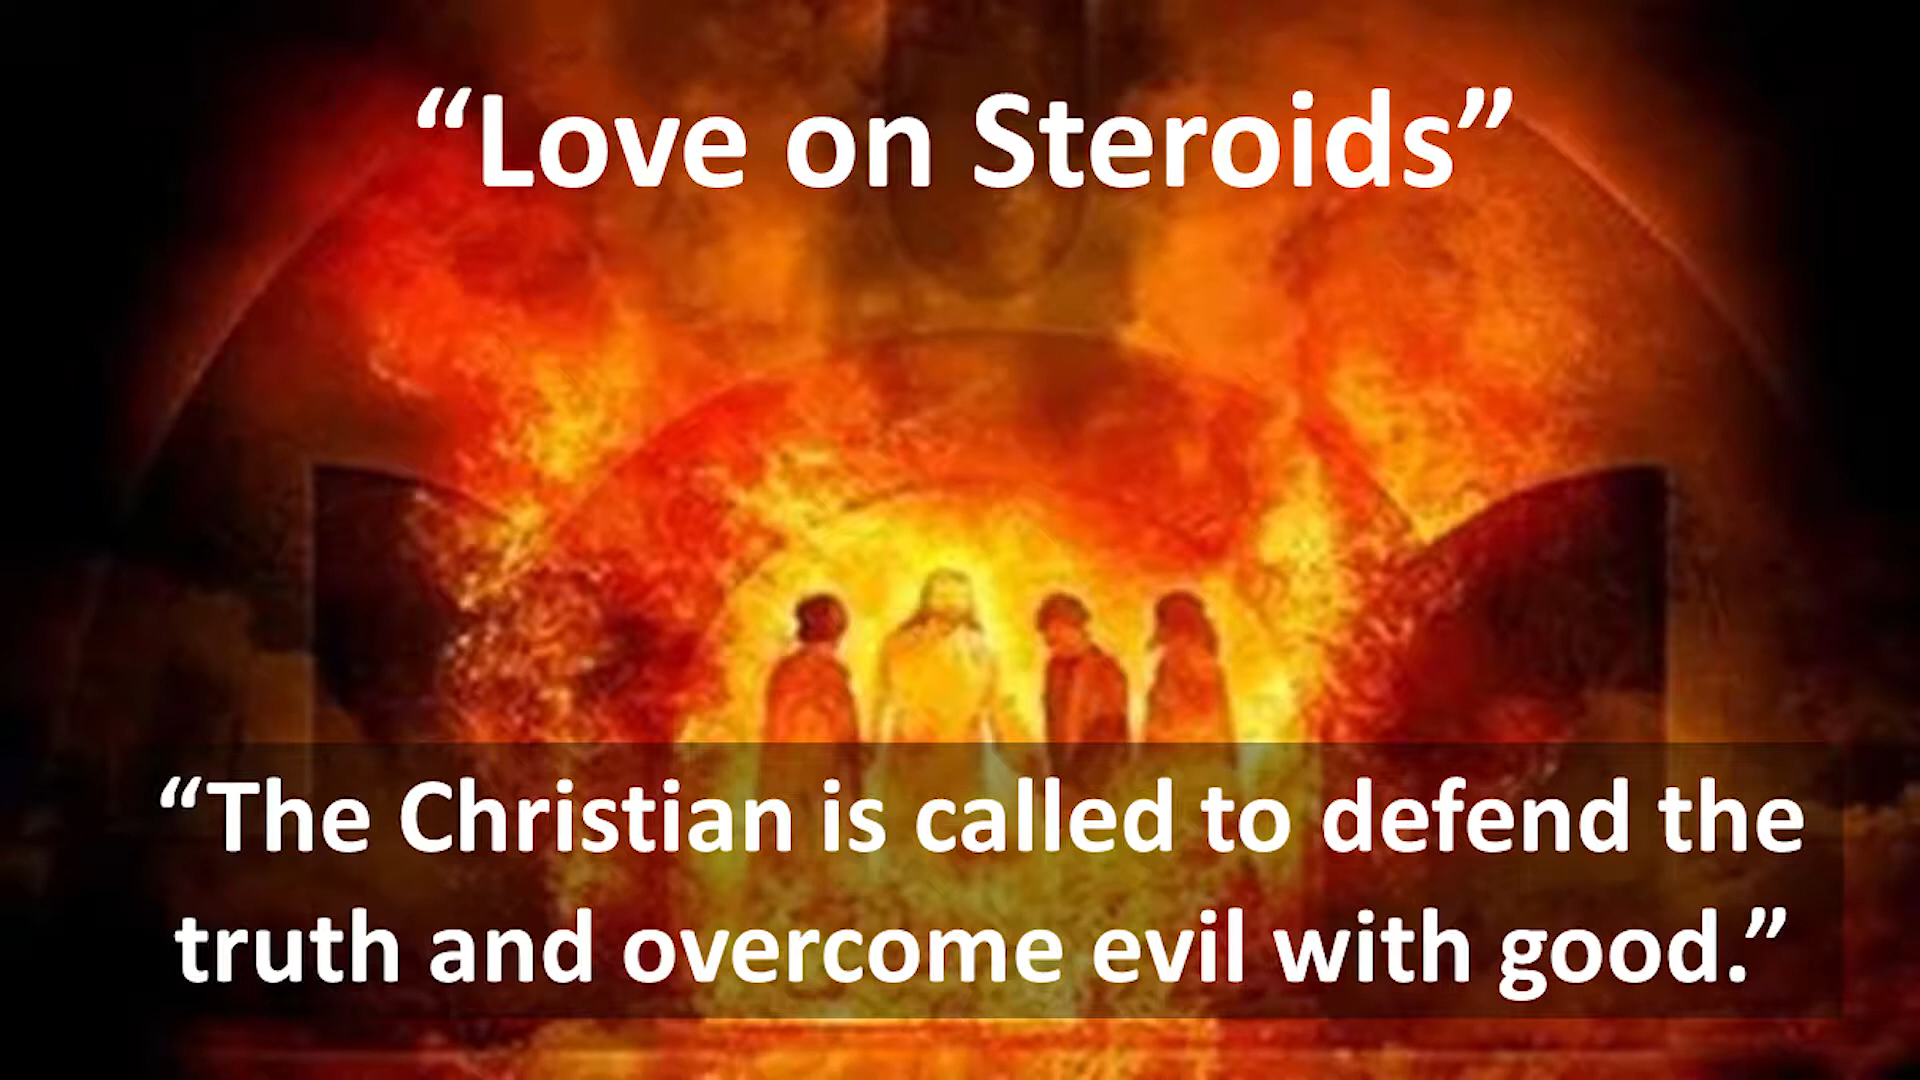 “Love on Steroids”
“The Christian is called to defend the
truth and overcome evil with good.”